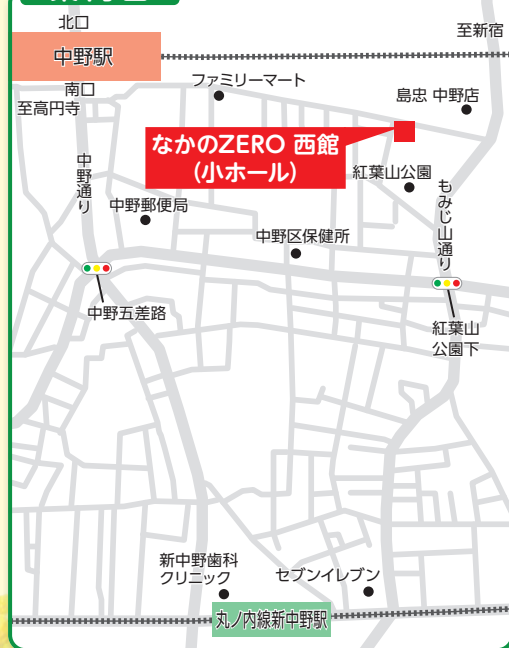 北口
至新宿
中野駅
ファミリーマート
南口
至高円寺
島忠 中野店
なかのZERO 西館
(小ホール)
紅葉山公園
中野通り
もみじ山通り
中野郵便局
中野区保健所
中野五差路
紅葉山
公園下
新中野歯科
クリニック
セブンイレブン
丸ノ内線新中野駅